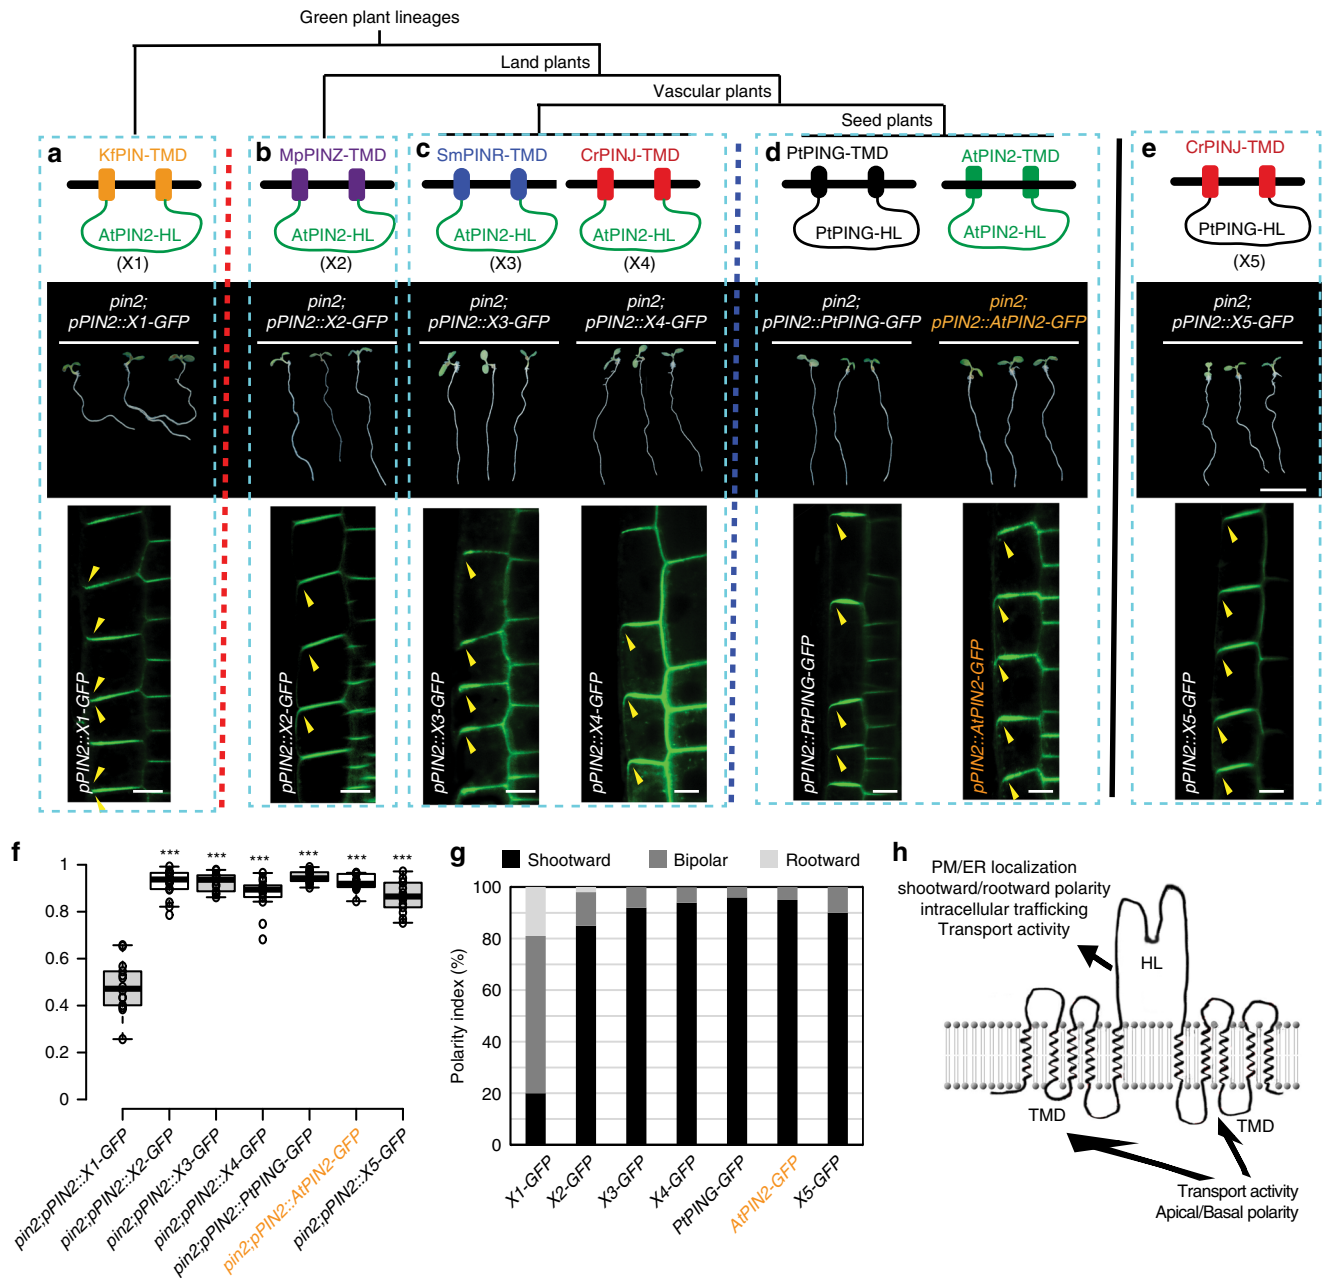 Green plant lineages
Land plants
Vascular plants
Seed plants
a
KfPIN-TMD
AtPIN2-HL
(X1)
b
MpPINZ-TMD
AtPIN2-HL
(X2)
c
SmPINR-TMD
AtPIN2-HL
(X3)
CrPINJ-TMD
AtPIN2-HL
(X4)
d
PtPING-TMD
PtPING-HL
AtPIN2-TMD
AtPIN2-HL
e
CrPINJ-TMD
PtPING-HL
(X5)
pin2;
pPIN2::X1-GFP
pin2;
pPIN2::X2-GFP
pin2;
pPIN2::X3-GFP
pin2;
pPIN2::X4-GFP
pin2;
pPIN2::PtPING-GFP
pin2;
pPIN2::AtPIN2-GFP
pin2;
pPIN2::X5-GFP
pPIN2::X1-GFP
pPIN2::X2-GFP
pPIN2::X3-GFP
pPIN2::X4-GFP
pPIN2::PtPING-GFP
pPIN2::AtPIN2-GFP
pPIN2::X5-GFP
f
1
0.8
0.6
0.4
0.2
0
***
***
***
***
***
***
pin2;pPIN2::X1-GFP
pin2;pPIN2::X2-GFP
pin2;pPIN2::X3-GFP
pin2;pPIN2::X4-GFP
pin2;pPIN2::PtPING-GFP
pin2;pPIN2::AtPIN2-GFP
pin2;pPIN2::X5-GFP
g
Shootward
Bipolar
Rootward
Polarity index (%)
100
80
60
40
20
0
X1-GFP
X2-GFP
X3-GFP
X4-GFP
PtPING-GFP
AtPIN2-GFP
X5-GFP
h
PM/ER localization
shootward/rootward polarity
intracellular trafficking
Transport activity
HL
TMD
TMD
Transport activity
Apical/Basal polarity